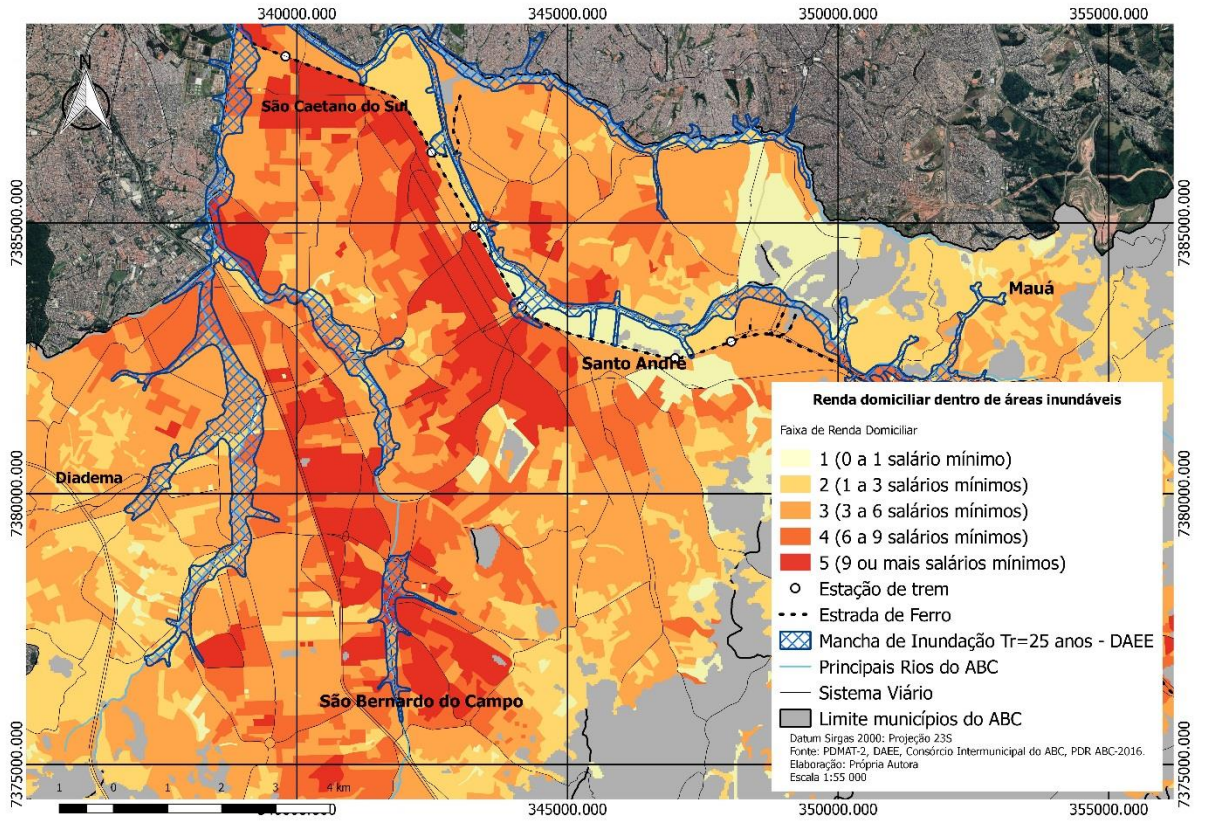 340000.000 345000.000 350000.000 355000.000
N
São Caetano do Sul
7385000.000 7385000.000
Mauá
Santo André
Diadema
7380000.000 7380000.000
São Bernardo do Campo
7375000.000 7375000.000
Renda domiciliar dentro de áreas inundáveis
Faixa de Renda Domiciliar
1 (0 a 1 salário mínimo)
2 (1 a 3 salários mínimos)
3 (3 a 6 salários mínimos)
4 (6 a 9 salários mínimos)
5 (9 ou mais salários mínimos)
Estação de trem
Estrada de Ferro
Mancha de Inundação Tr=25 anos - DAEE
Principais Rios do ABC
Sistema Viário
Limite municípios do ABC
Datum Sirgas 2000: Projeção 23S
Fonte: PDMAT-2, DAEE, Consórcio Intermunicipal do ABC, PDR ABC-2016.
Elaboração: Própria Autora
Escala 1:55 000
1 0 1 2 3 4 km
345000.000 350000.000 355000.000